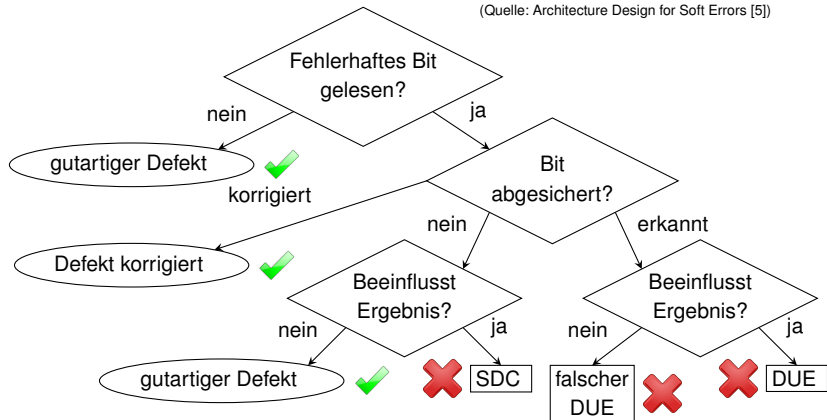 (Quelle: Architecture Design for Soft Errors [5])
Fehlerhaftes Bit
gelesen?
nein
ja
gutartiger Defekt
korrigiert
Bit
abgesichert?
nein
erkannt
Defekt korrigiert
Beeinflusst
Ergebnis?
Beeinflusst
Ergebnis?
nein
ja
nein
ja
gutartiger Defekt
SDC
falscher
DUE
DUE